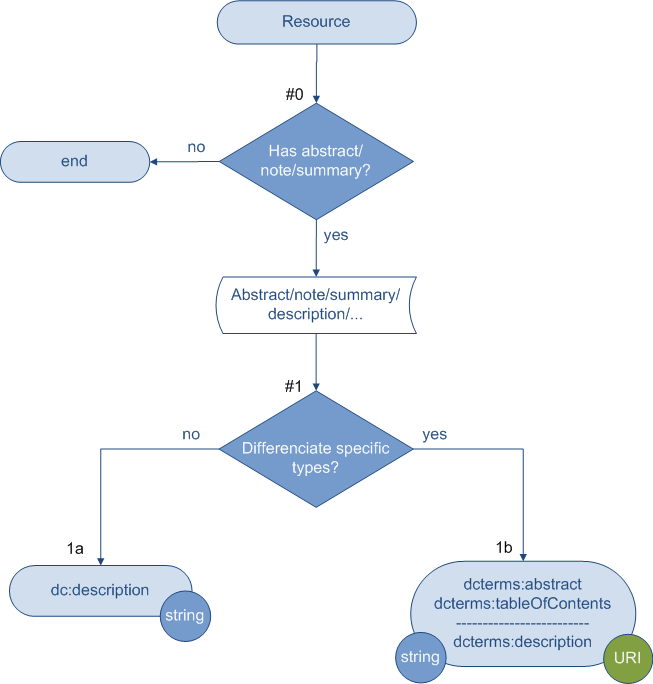 Resource
#0
Has abstract/
note/summary?
no
end
yes
Abstract/note/summary/
description/...
#1
Differenciate specific
types?
no
yes
1a
dc:description
string
1b
dcterms:abstract
dcterms:tableOfContents
--------------------------
dcterms:description
string
URI